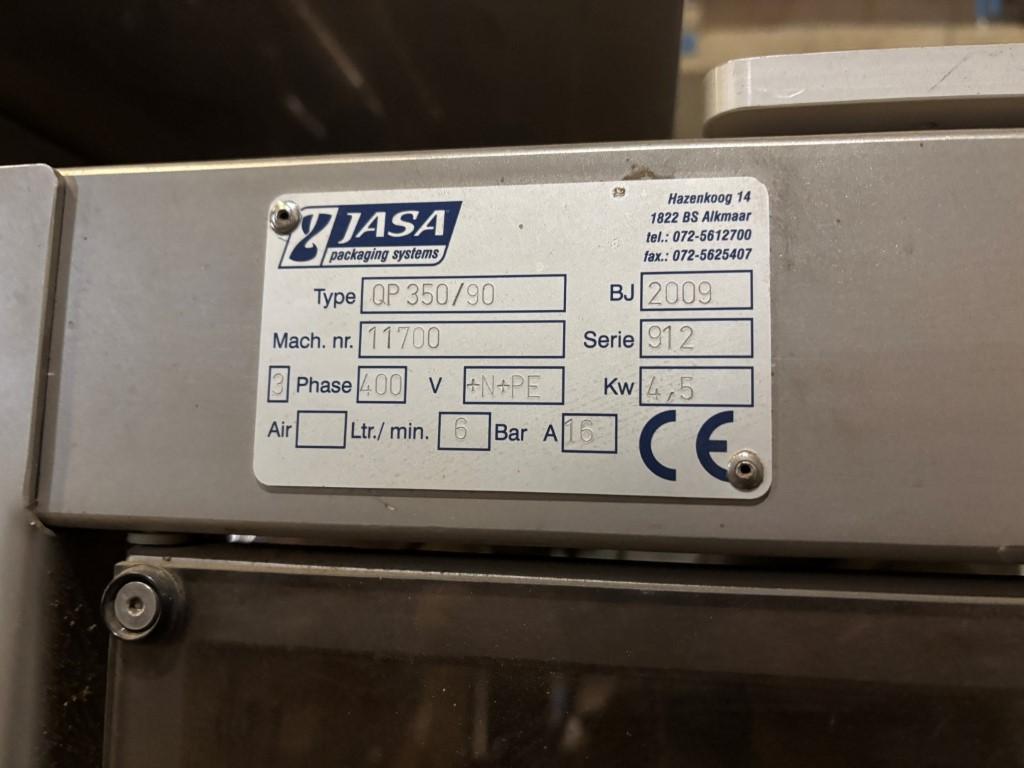 JASA
packaging systems
Hazenkoog 14
1822 BS Alkmaar
tel.: 072-5612700
fax.: 072-5625407
Type QP 350/90 BJ 2009
Mach. nr. 11700 Serie 912
3 Phase 400 V +N+PE Kw 4,5
Air Ltr./ min. 6 Bar A 16
CE